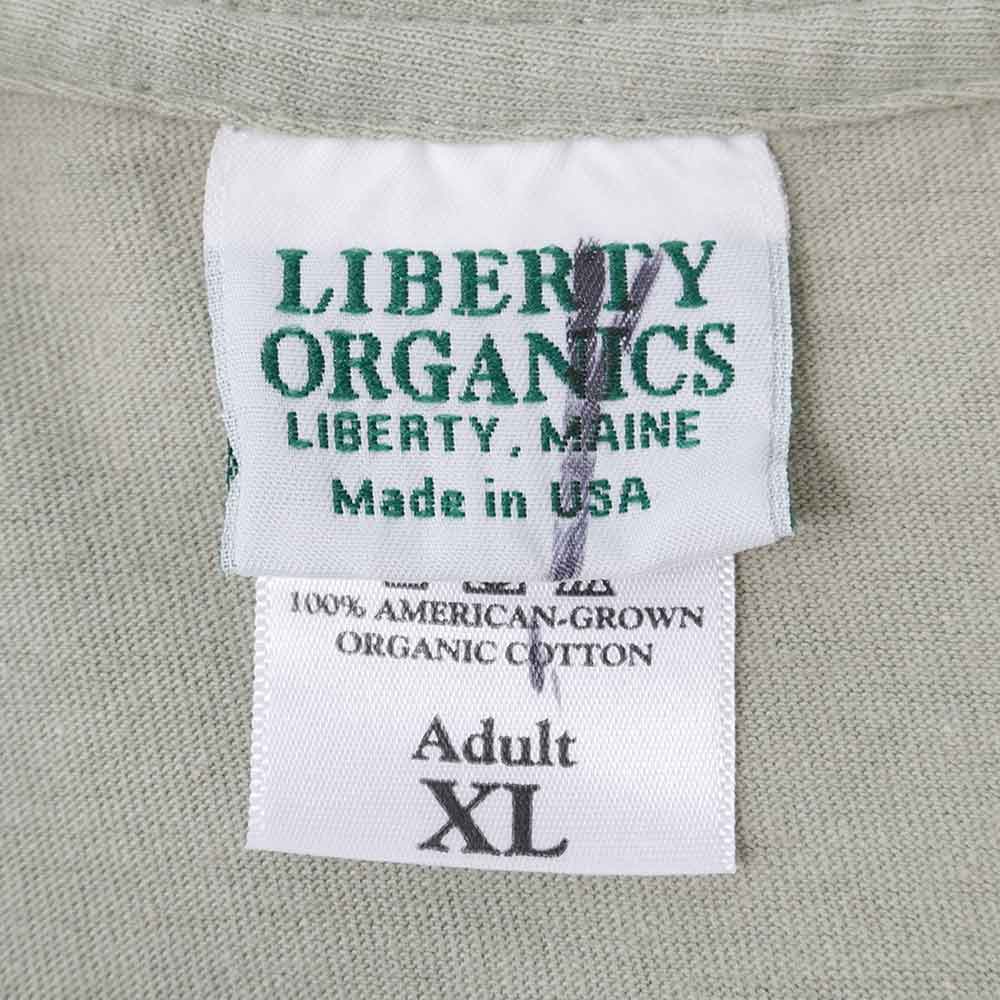 LIBERTY
ORGANICS
LIBERTY, MAINE
Made in USA
100% AMERICAN-GROWN
ORGANIC COTTON
Adult
XL